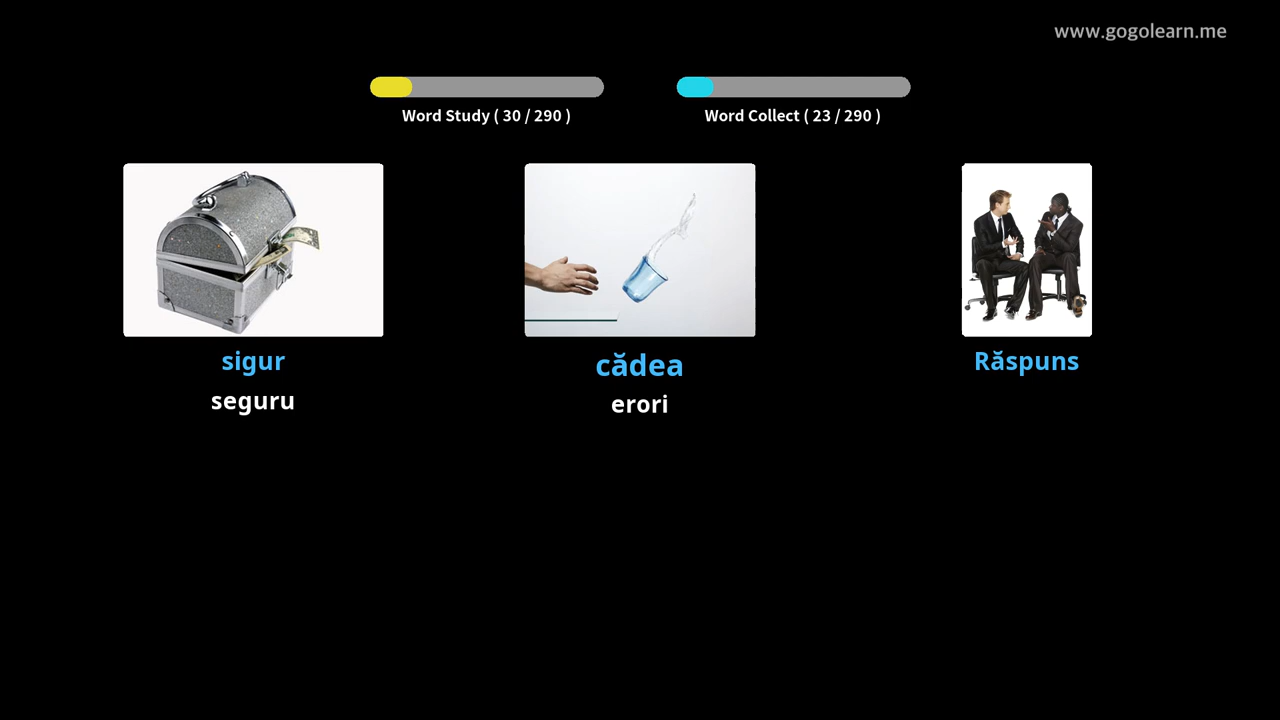 www.gogolearn.me
Word Study ( 30 / 290 )
Word Collect ( 23 / 290 )
sigur
seguru
cădea
erori
Răspuns